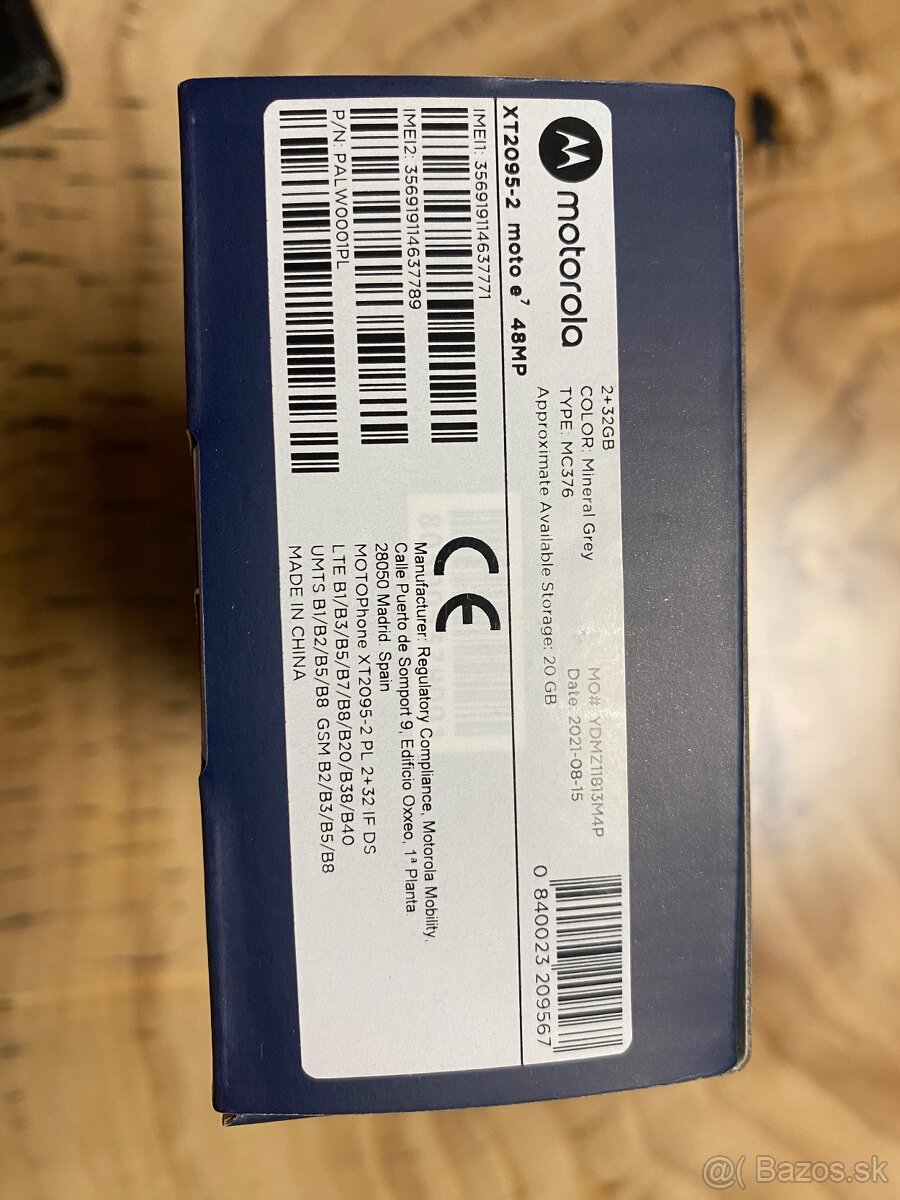 motorola
XT2095-2 moto e⁷ 48MP
2+32GB
COLOR: Mineral Grey
TYPE: MC376
Approximate Available Storage: 20 GB
MO#: YDMZ11813M4P
Date: 2021-08-15
0 840023 209567
IMEI1: 356919114637771
IMEI2: 356919114637789
P/N: PALW0001PL
CE
Manufacturer: Regulatory Compliance, Motorola Mobility,
Calle Puerto de Somport 9, Edificio Oxxeo, 1ª Planta
28050 Madrid. Spain
MOTOPhone XT2095-2 PL 2+32 IF DS
LTE B1/B3/B5/B7/B8/B20/B38/B40
UMTS B1/B2/B5/B8 GSM B2/B3/B5/B8
MADE IN CHINA
@( Bazos.sk